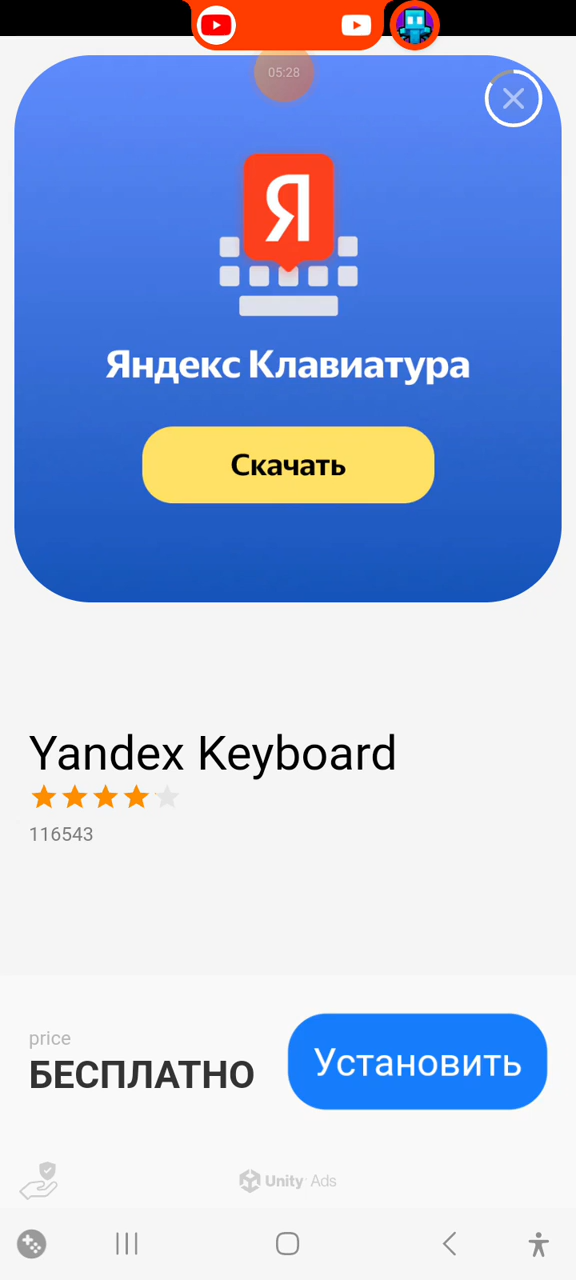 05:28
Я
Яндекс Клавиатура
Скачать
Yandex Keyboard
116543
price
БЕСПЛАТНО
Установить
Unity Ads